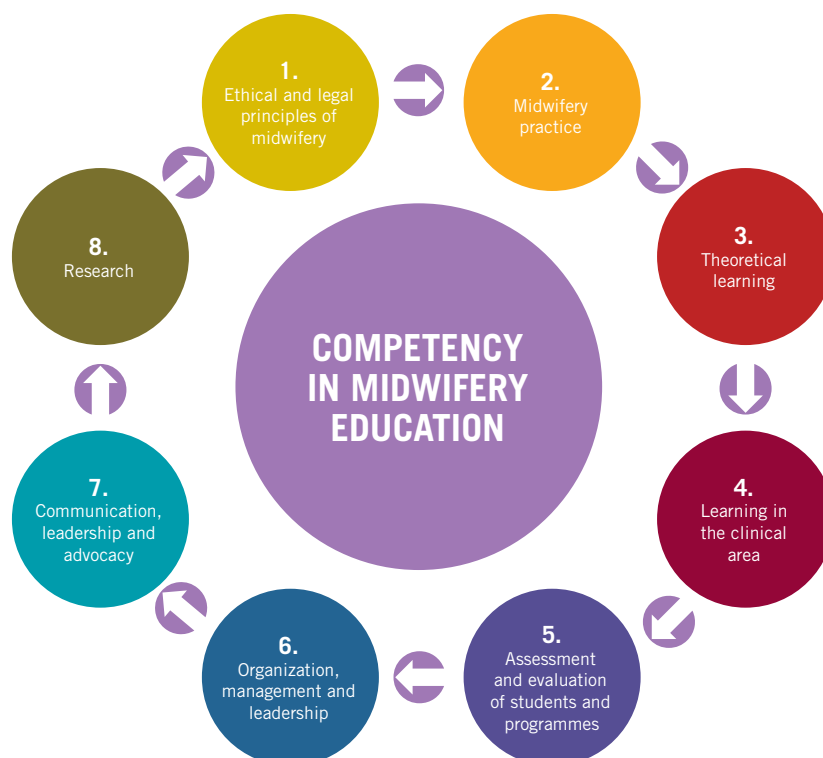 1.
Ethical and legal
principles of
midwifery
2.
Midwifery
practice
3.
Theoretical
learning
4.
Learning in
the clinical
area
5.
Assessment
and evaluation
of students and
programmes
6.
Organization,
management and
leadership
7.
Communication,
leadership and
advocacy
8.
Research
COMPETENCY
IN MIDWIFERY
EDUCATION